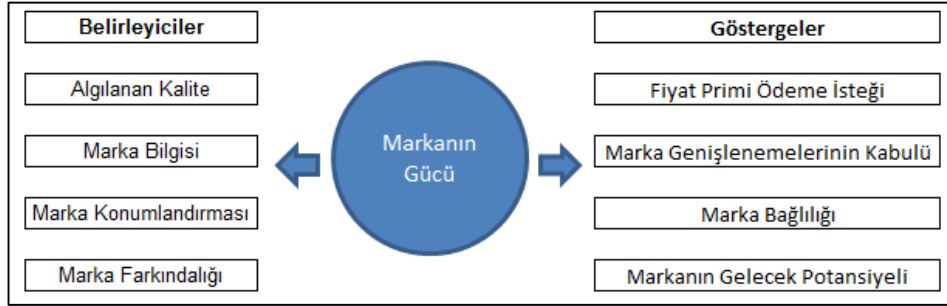 Belirleyiciler
Algılanan Kalite
Marka Bilgisi
Marka Konumlandırması
Marka Farkındalığı
Markanın
Gücü
Göstergeler
Fiyat Primi Ödeme İsteği
Marka Genişlenemelerinin Kabulü
Marka Bağlılığı
Markanın Gelecek Potansiyeli